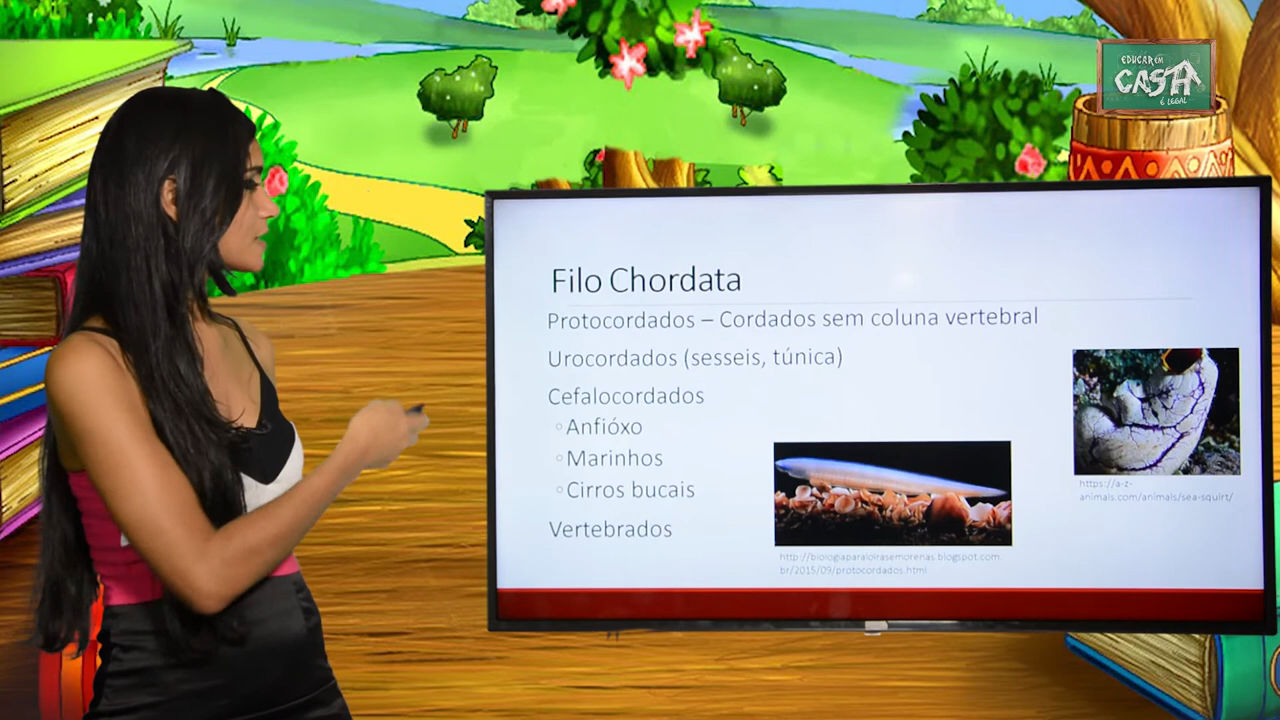 EDUCAR EM
CASA
É LEGAL
Filo Chordata
Protocordados – Cordados sem coluna vertebral
Urocordados (sesseis, túnica)
Cefalocordados
◦Anfióxo
◦Marinhos
◦Cirros bucais
Vertebrados
https://a-z-
animals.com/animals/sea-squirt/
http://biologiaparaloirasemorenas.blogspot.com.
br/2015/09/protocordados.html